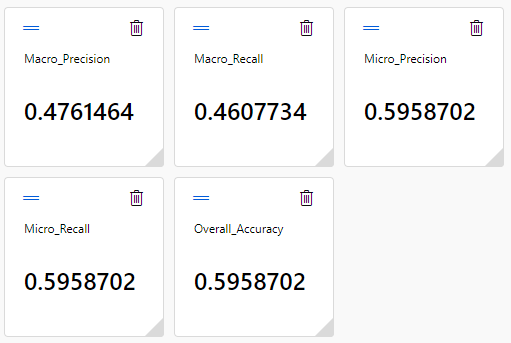 Macro_Precision
0.4761464
Macro_Recall
0.4607734
Micro_Precision
0.5958702
Micro_Recall
0.5958702
Overall_Accuracy
0.5958702